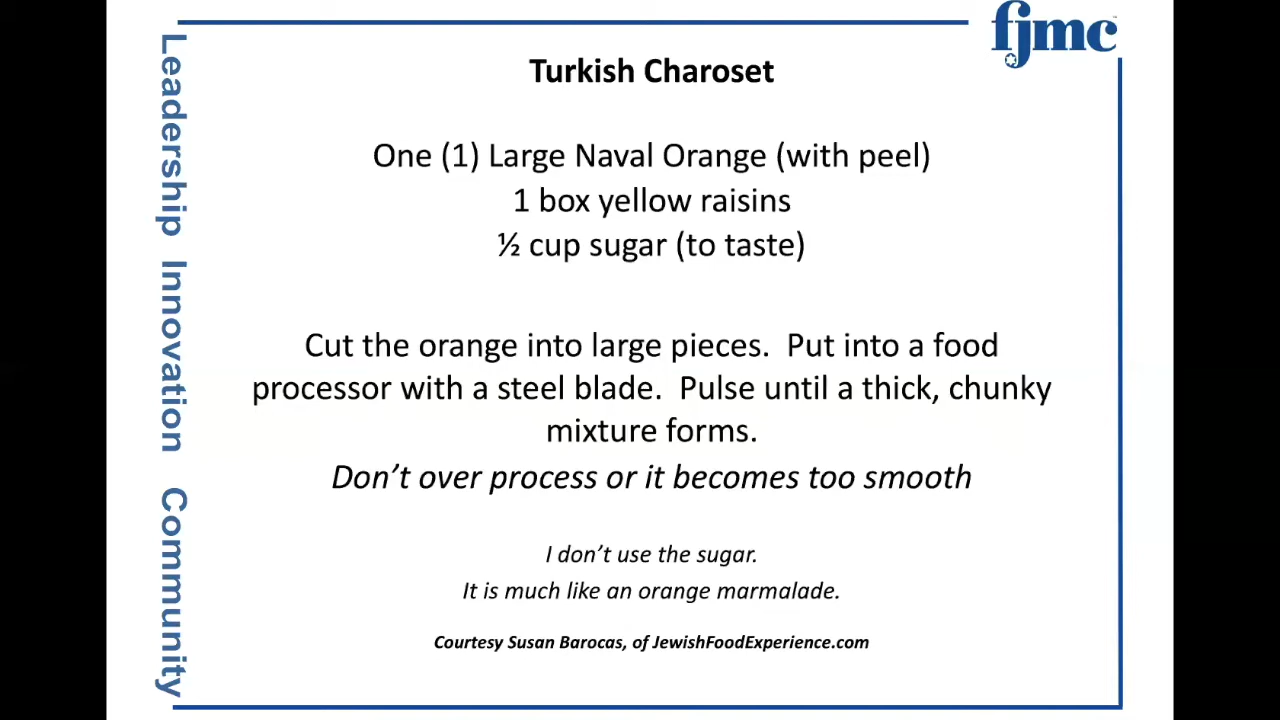 fjmc
Leadership Innovation Community
Turkish Charoset
One (1) Large Naval Orange (with peel)
1 box yellow raisins
½ cup sugar (to taste)
Cut the orange into large pieces.  Put into a food
processor with a steel blade.  Pulse until a thick, chunky
mixture forms.
Don’t over process or it becomes too smooth
I don’t use the sugar.
It is much like an orange marmalade.
Courtesy Susan Barocas, of JewishFoodExperience.com